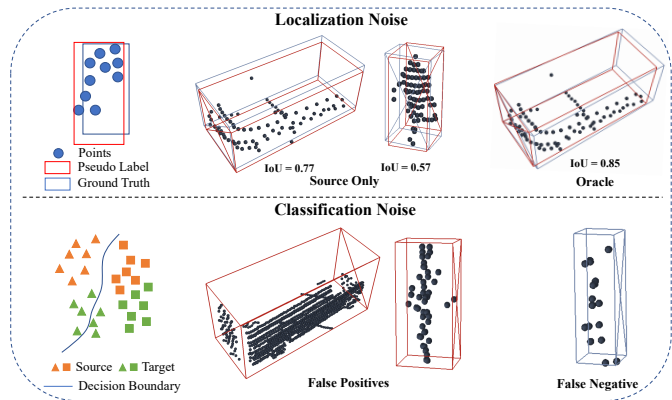 Localization Noise
Points
Pseudo Label
Ground Truth
IoU = 0.77
IoU = 0.57
Source Only
IoU = 0.85
Oracle
Classification Noise
Source
Target
Decision Boundary
False Positives
False Negative